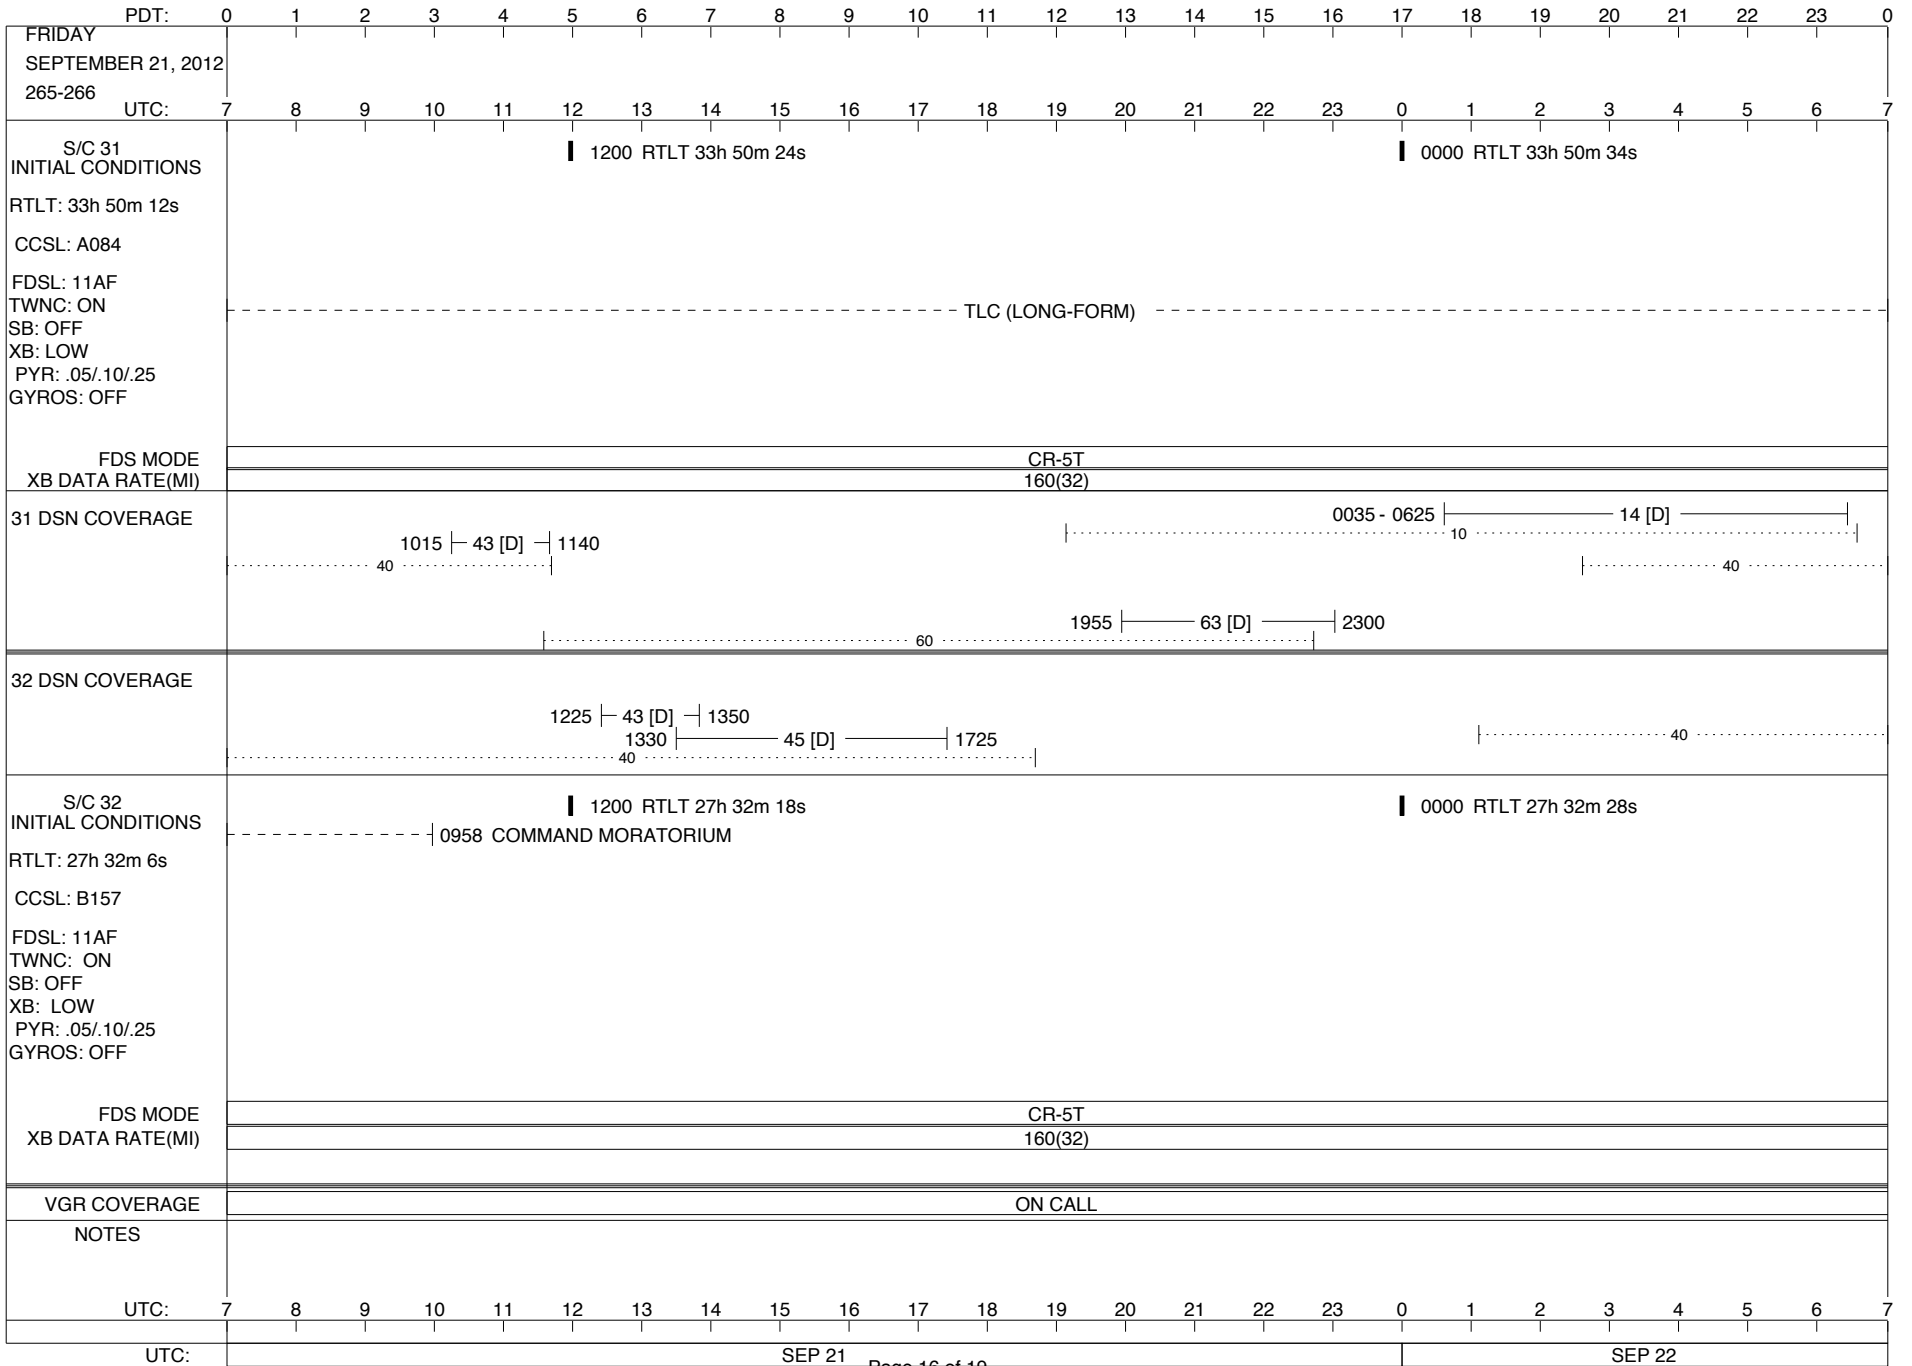 PDT: 0 1 2 3 4 5 6 7 8 9 10 11 12 13 14 15 16 17 18 19 20 21 22 23 0
FRIDAY
SEPTEMBER 21, 2012
265-266
UTC: 7 8 9 10 11 12 13 14 15 16 17 18 19 20 21 22 23 0 1 2 3 4 5 6 7
S/C 31
INITIAL CONDITIONS
1200 RTLT 33h 50m 24s
0000 RTLT 33h 50m 34s
RTLT: 33h 50m 12s
CCSL: A084
FDSL: 11AF
TWNC: ON
TLC (LONG-FORM)
SB: OFF
XB: LOW
PYR: .05/.10/.25
GYROS: OFF
FDS MODE CR-5T
XB DATA RATE(MI) 160(32)
31 DSN COVERAGE
0035 - 0625 14 [D]
10
1015 43 [D] 1140
40 40
1955 63 [D] 2300
60
32 DSN COVERAGE
1225 43 [D] 1350
1330 45 [D] 1725
40
40
S/C 32
INITIAL CONDITIONS
1200 RTLT 27h 32m 18s
0000 RTLT 27h 32m 28s
0958 COMMAND MORATORIUM
RTLT: 27h 32m 6s
CCSL: B157
FDSL: 11AF
TWNC: ON
SB: OFF
XB: LOW
PYR: .05/.10/.25
GYROS: OFF
FDS MODE CR-5T
XB DATA RATE(MI) 160(32)
VGR COVERAGE ON CALL
NOTES
UTC: 7 8 9 10 11 12 13 14 15 16 17 18 19 20 21 22 23 0 1 2 3 4 5 6 7
UTC: SEP 21 SEP 22
Page 16 of 19